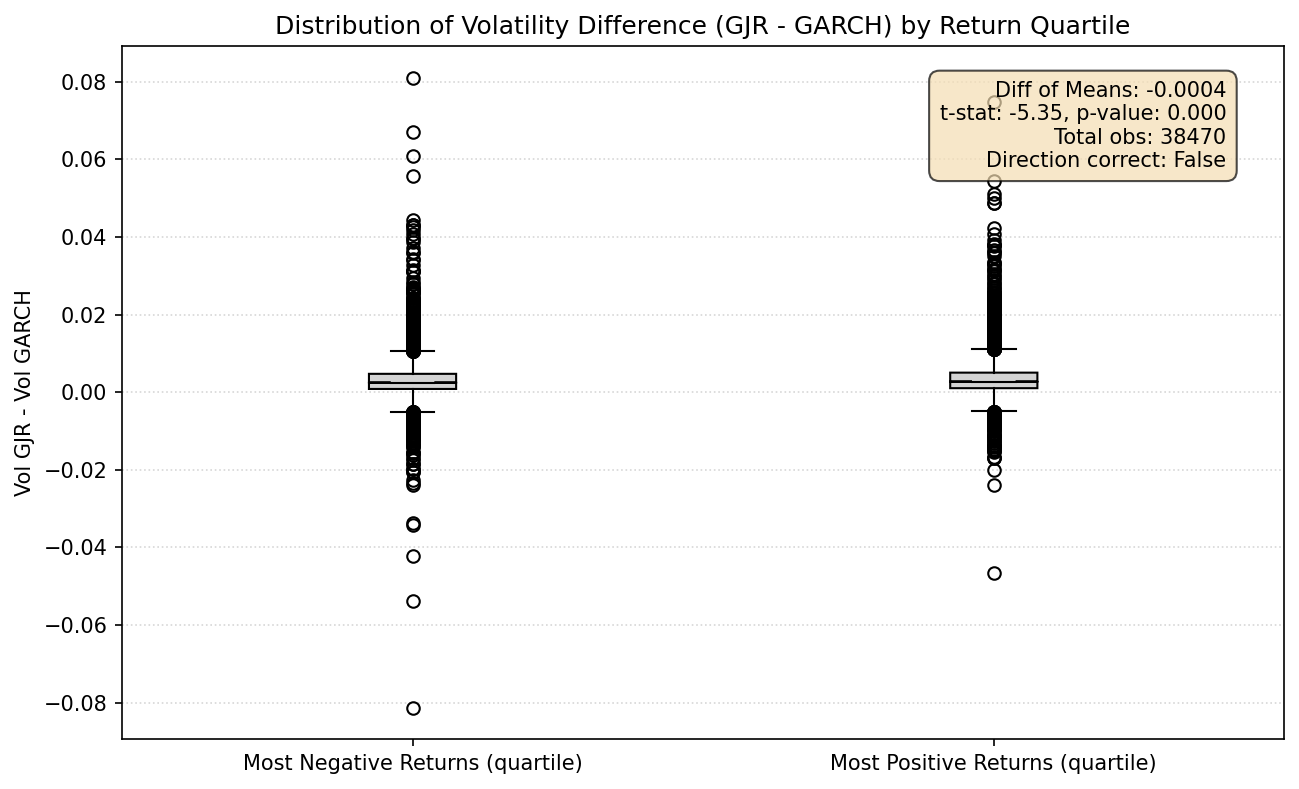 Distribution of Volatility Difference (GJR - GARCH) by Return Quartile
Diff of Means: -0.0004
t-stat: -5.35, p-value: 0.000
Total obs: 38470
Direction correct: False
Vol GJR - Vol GARCH
0.08
0.06
0.04
0.02
0.00
−0.02
−0.04
−0.06
−0.08
Most Negative Returns (quartile)
Most Positive Returns (quartile)